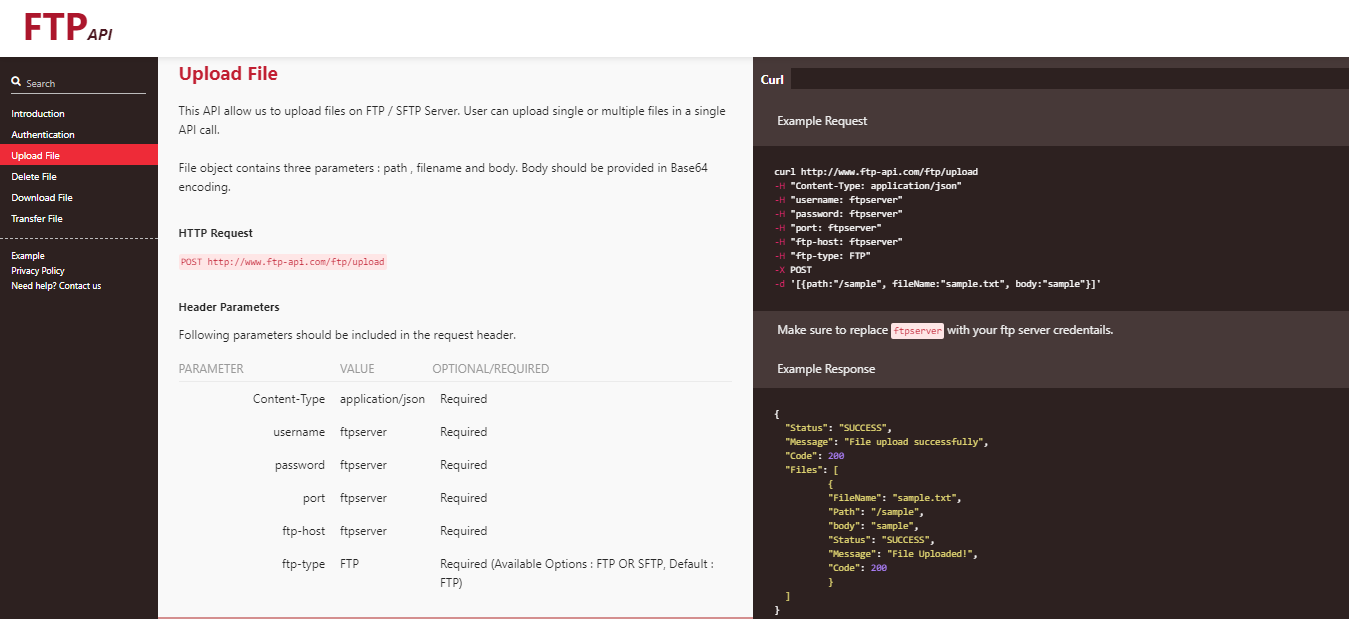 FTP API
Search
Introduction
Authentication
Upload File
Delete File
Download File
Transfer File
Example
Privacy Policy
Need help? Contact us
Upload File
This API allow us to upload files on FTP / SFTP Server. User can upload single or multiple files in a single
API call.
File object contains three parameters : path , filename and body. Body should be provided in Base64
encoding.
HTTP Request
POST http://www.ftp-api.com/ftp/upload
Header Parameters
Following parameters should be included in the request header.
PARAMETER VALUE OPTIONAL/REQUIRED
Content-Type application/json Required
username ftpserver Required
password ftpserver Required
port ftpserver Required
ftp-host ftpserver Required
ftp-type FTP Required (Available Options : FTP OR SFTP, Default :
FTP)
Curl
Example Request
curl http://www.ftp-api.com/ftp/upload
-H "Content-Type: application/json"
-H "username: ftpserver"
-H "password: ftpserver"
-H "port: ftpserver"
-H "ftp-host: ftpserver"
-H "ftp-type: FTP"
-X POST
-d '[{path:"/sample", fileName:"sample.txt", body:"sample"}]'
Make sure to replace ftpserver with your ftp server credentails.
Example Response
{
"Status": "SUCCESS",
"Message": "File upload successfully",
"Code": 200
"Files": [
{
"FileName": "sample.txt",
"Path": "/sample",
"body": "sample",
"Status": "SUCCESS",
"Message": "File Uploaded!",
"Code": 200
}
]
}